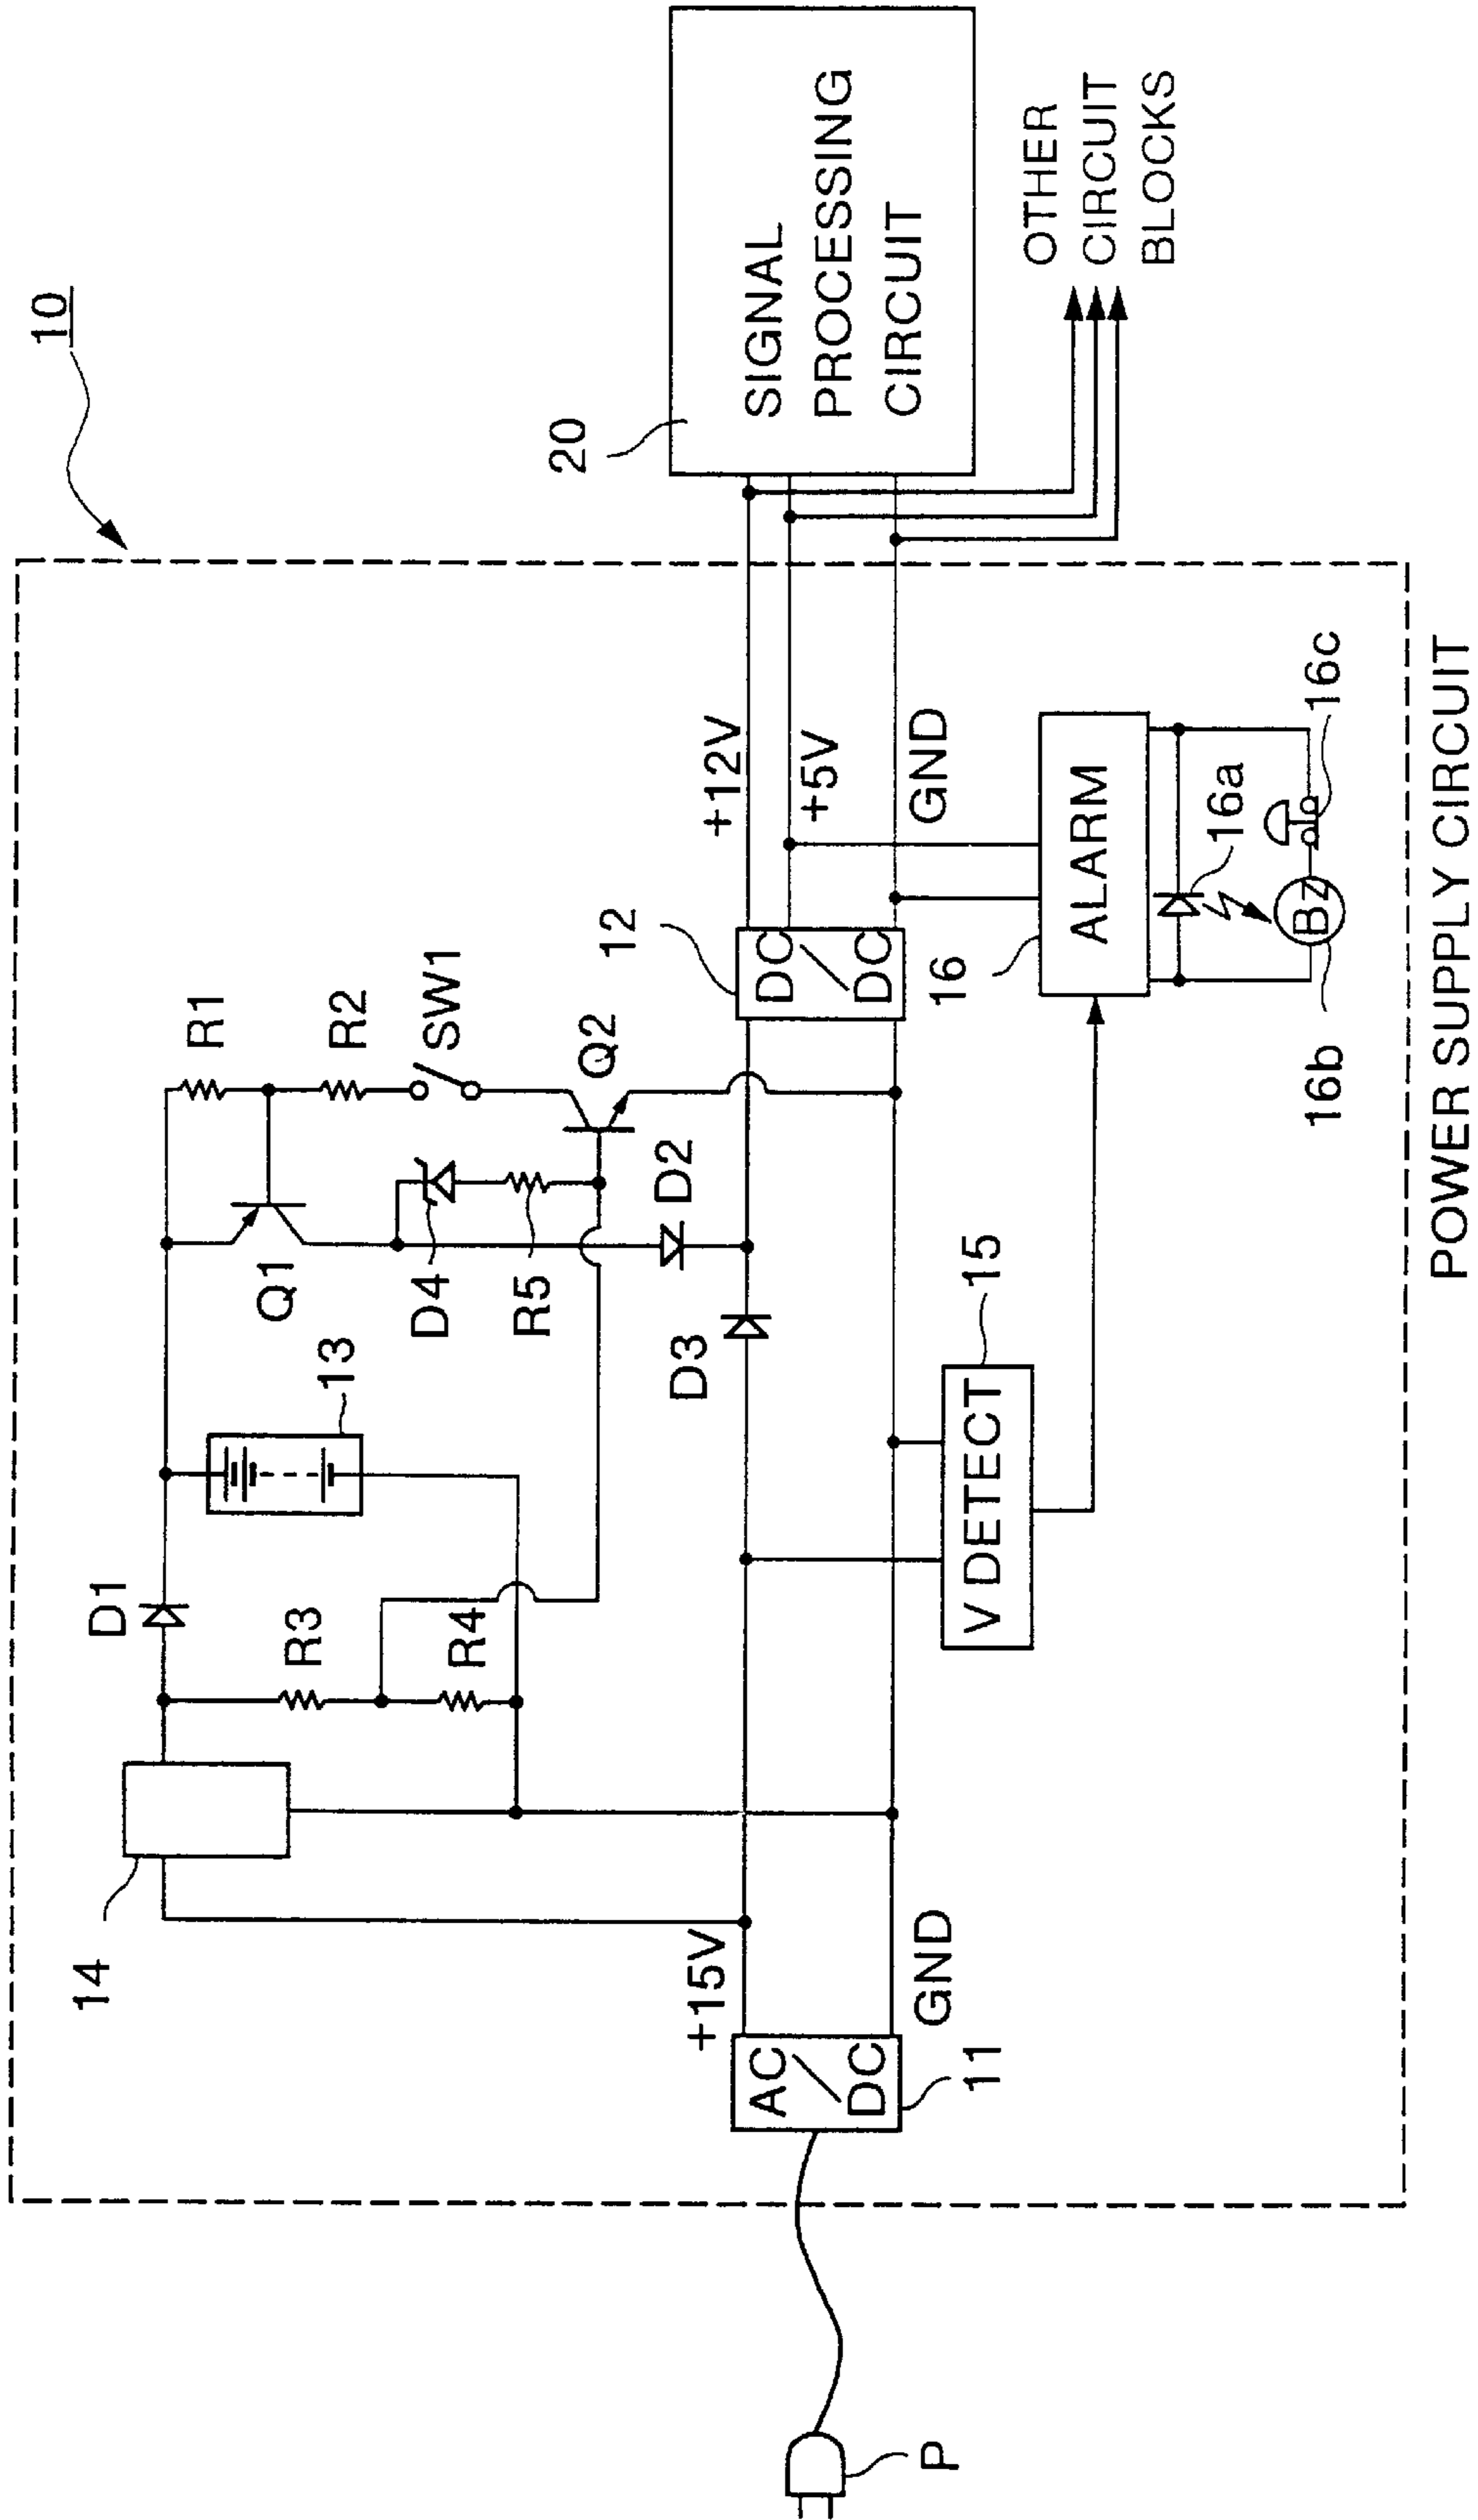 10
14
D1
R3
R4
13
Q1
R1
R2
SW1
D4
R5
Q2
D2
D3
12
+15V
GND
AC/DC
11
P
DC/DC
+12V
+5V
GND
20
SIGNAL
PROCESSING
CIRCUIT
OTHER
CIRCUIT
BLOCKS
V DETECT
15
16
ALARM
16a
BZ
16b
16c
POWER SUPPLY CIRCUIT